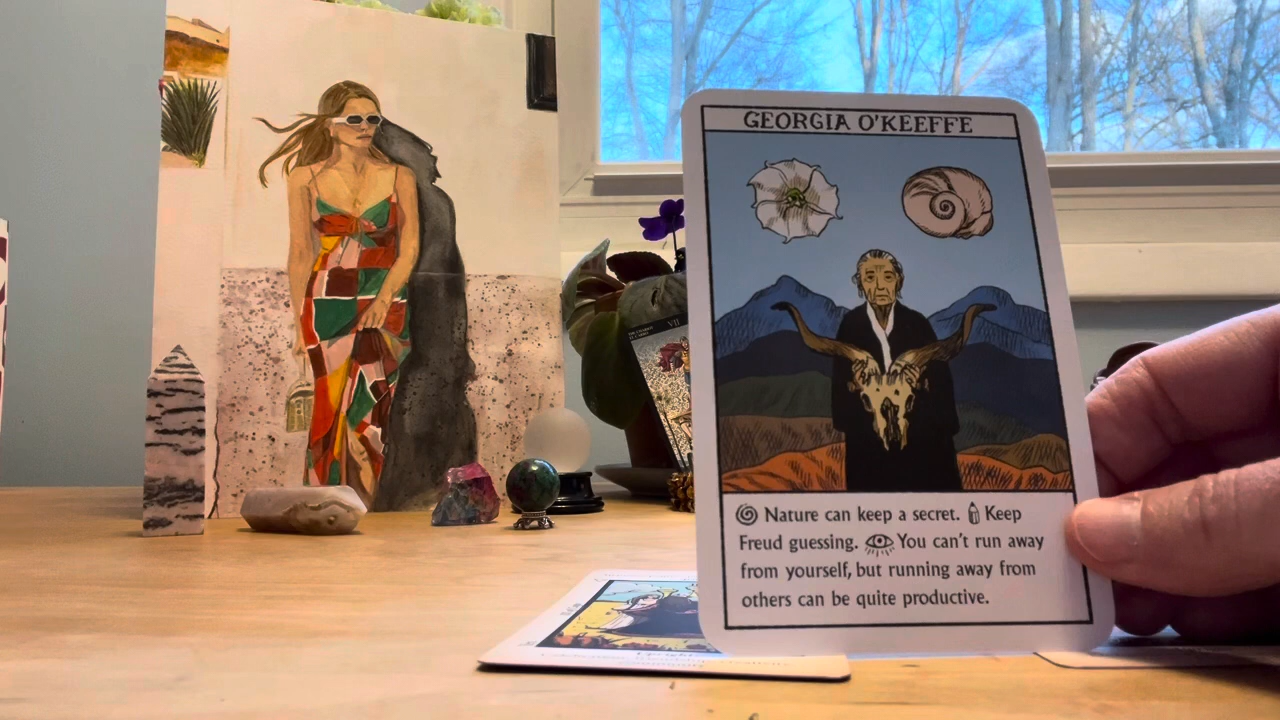 GEORGIA O'KEEFFE
Nature can keep a secret. Keep
Freud guessing. You can't run away
from yourself, but running away from
others can be quite productive.
VII